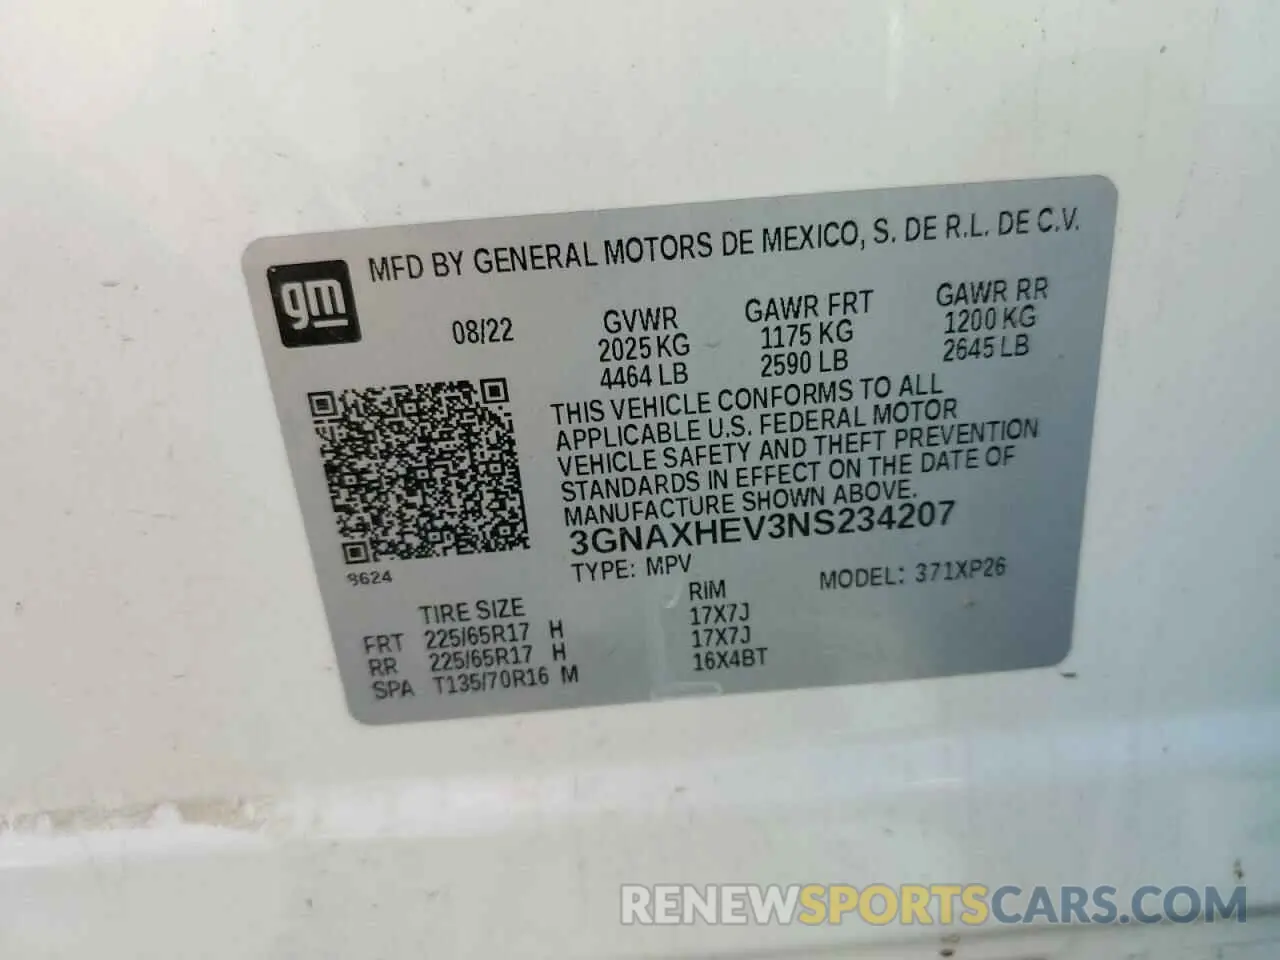 gm
MFD BY GENERAL MOTORS DE MEXICO, S. DE R.L. DE C.V.
08/22
GVWR
2025 KG
4464 LB
GAWR FRT
1175 KG
2590 LB
GAWR RR
1200 KG
2645 LB
THIS VEHICLE CONFORMS TO ALL
APPLICABLE U.S. FEDERAL MOTOR
VEHICLE SAFETY AND THEFT PREVENTION
STANDARDS IN EFFECT ON THE DATE OF
MANUFACTURE SHOWN ABOVE.
3GNAXHEV3NS234207
TYPE: MPV
MODEL: 371XP26
TIRE SIZE RIM
FRT 225/65R17 H 17X7J
RR 225/65R17 H 17X7J
SPA T135/70R16 M 16X4BT
RENEWSPORTSCARS.COM